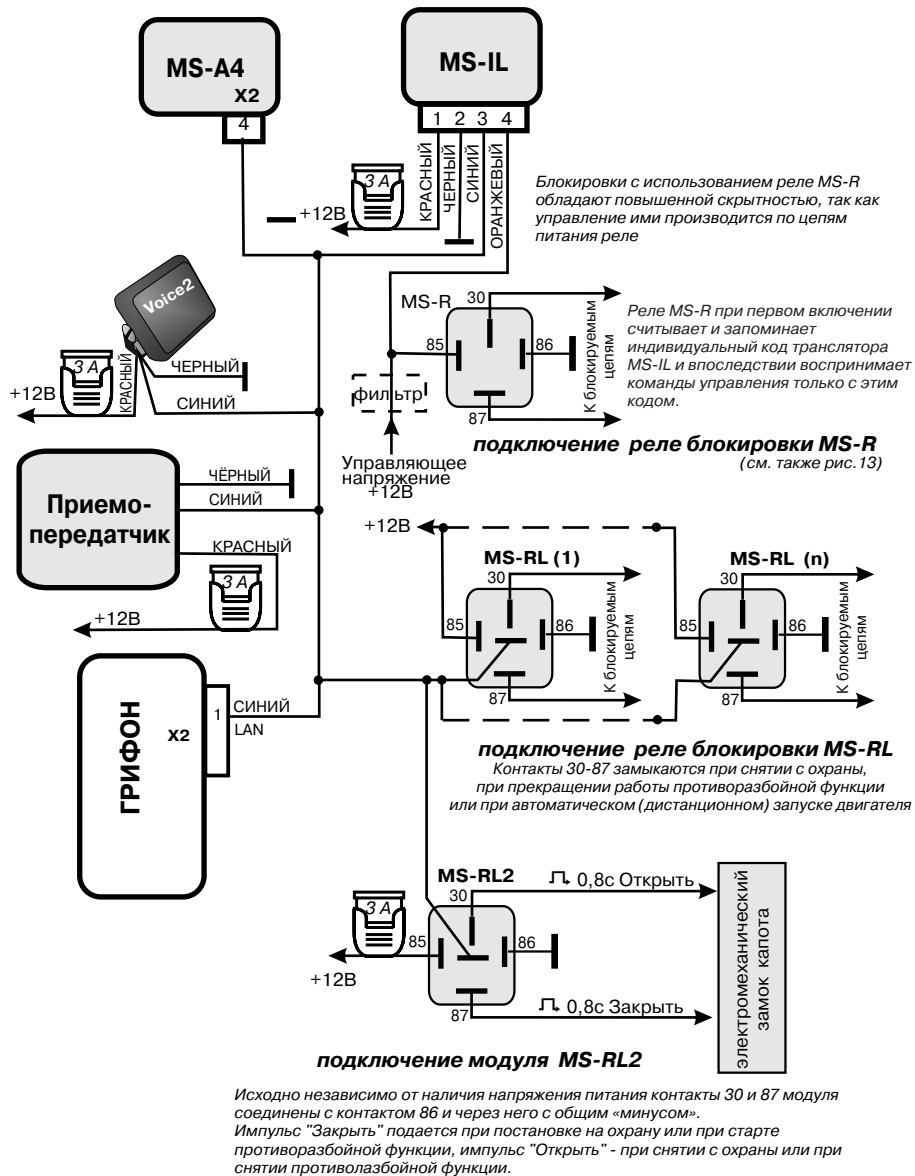 MS-A4
X2
4
MS-IL
1 2 3 4
КРАСНЫЙ
ЧЕРНЫЙ
СИНИЙ
ОРАНЖЕВЫЙ
3 А
+12В
Блокировки с использованием реле MS-R
обладают повышенной скрытностью, так как
управление ими производится по цепям
питания реле
Voice2
3 А
КРАСНЫЙ
ЧЕРНЫЙ
+12В
СИНИЙ
MS-R
30
85
86
87
К блокируемым
цепям
фильтр
Управляющее
напряжение
+12В
Реле MS-R при первом включении
считывает и запоминает
индивидуальный код транслятора
MS-IL и впоследствии воспринимает
команды управления только с этим
кодом.
подключение реле блокировки MS-R
(см. также рис.13)
Приемо-
передатчик
ЧЁРНЫЙ
СИНИЙ
КРАСНЫЙ
3 А
+12В
+12В
MS-RL (1)
30
85
86
87
К блокируемым
цепям
MS-RL (n)
30
85
86
87
К блокируемым
цепям
ГРИФОН
X2
1
СИНИЙ
LAN
подключение реле блокировки MS-RL
Контакты 30-87 замыкаются при снятии с охраны,
при прекращении работы противоразбойной функции
или при автоматическом (дистанционном) запуске двигателя
MS-RL2
30
85
86
87
3 А
+12В
0,8с Открыть
0,8с Закрыть
электромеханический
замок капота
подключение модуля MS-RL2
Исходно независимо от наличия напряжения питания контакты 30 и 87 модуля
соединены с контактом 86 и через него с общим «минусом».
Импульс "Закрыть" подается при постановке на охрану или при старте
противоразбойной функции, импульс "Открыть" - при снятии с охраны или при
снятии противолазбойной функции.